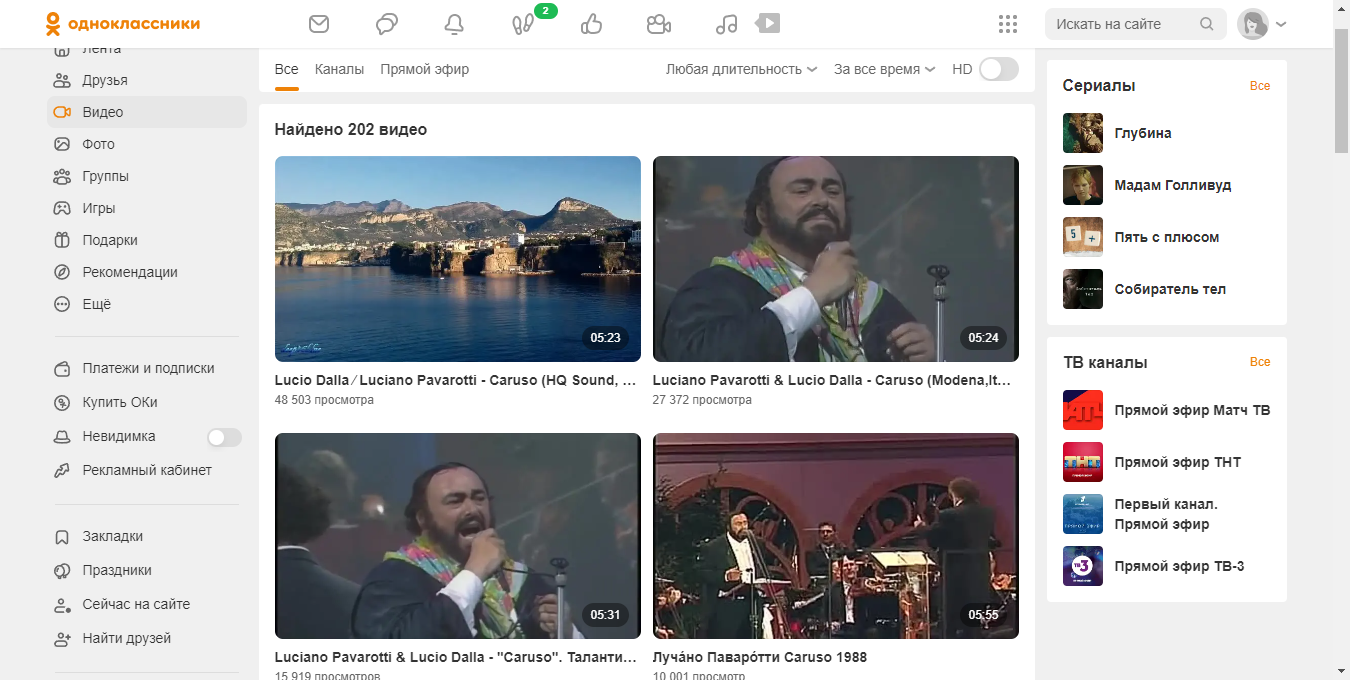 одноклассники
2
Искать на сайте
Лента
Друзья
Видео
Фото
Группы
Игры
Подарки
Рекомендации
Ещё
Платежи и подписки
Купить ОКи
Невидимка
Рекламный кабинет
Закладки
Праздники
Сейчас на сайте
Найти друзей
Все Каналы Прямой эфир Любая длительность За все время HD
Найдено 202 видео
05:23
Lucio Dalla ⁄ Luciano Pavarotti - Caruso (HQ Sound, ...
48 503 просмотра
05:24
Luciano Pavarotti & Lucio Dalla - Caruso (Modena,It...
27 372 просмотра
05:31
Luciano Pavarotti & Lucio Dalla - "Caruso". Таланти...
15 919 просмотров
05:55
Луча́но Паваро́тти Caruso 1988
10 001 просмотр
Сериалы Все
Глубина
Мадам Голливуд
5 +
Пять с плюсом
Собиратель тел
ТВ каналы Все
Прямой эфир Матч ТВ
ТНТ
Прямой эфир ТНТ
Первый канал.
Прямой эфир
ТВ 3
Прямой эфир ТВ-3